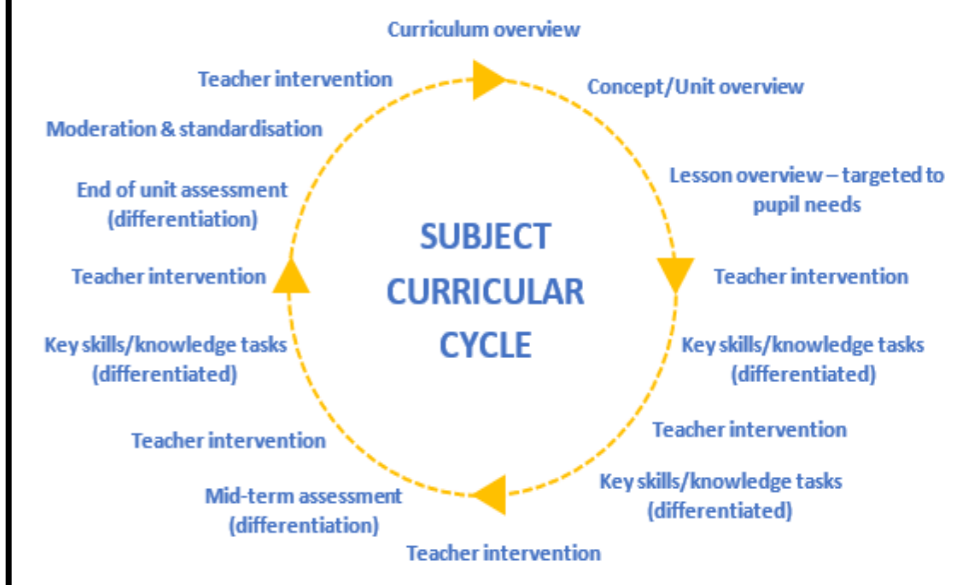 Curriculum overview
Concept/Unit overview
Lesson overview – targeted to
pupil needs
Teacher intervention
Key skills/knowledge tasks
(differentiated)
Teacher intervention
Key skills/knowledge tasks
(differentiated)
Teacher intervention
Mid-term assessment
(differentiation)
Teacher intervention
Key skills/knowledge tasks
(differentiated)
Teacher intervention
End of unit assessment
(differentiation)
Moderation & standardisation
Teacher intervention
SUBJECT
CURRICULAR
CYCLE